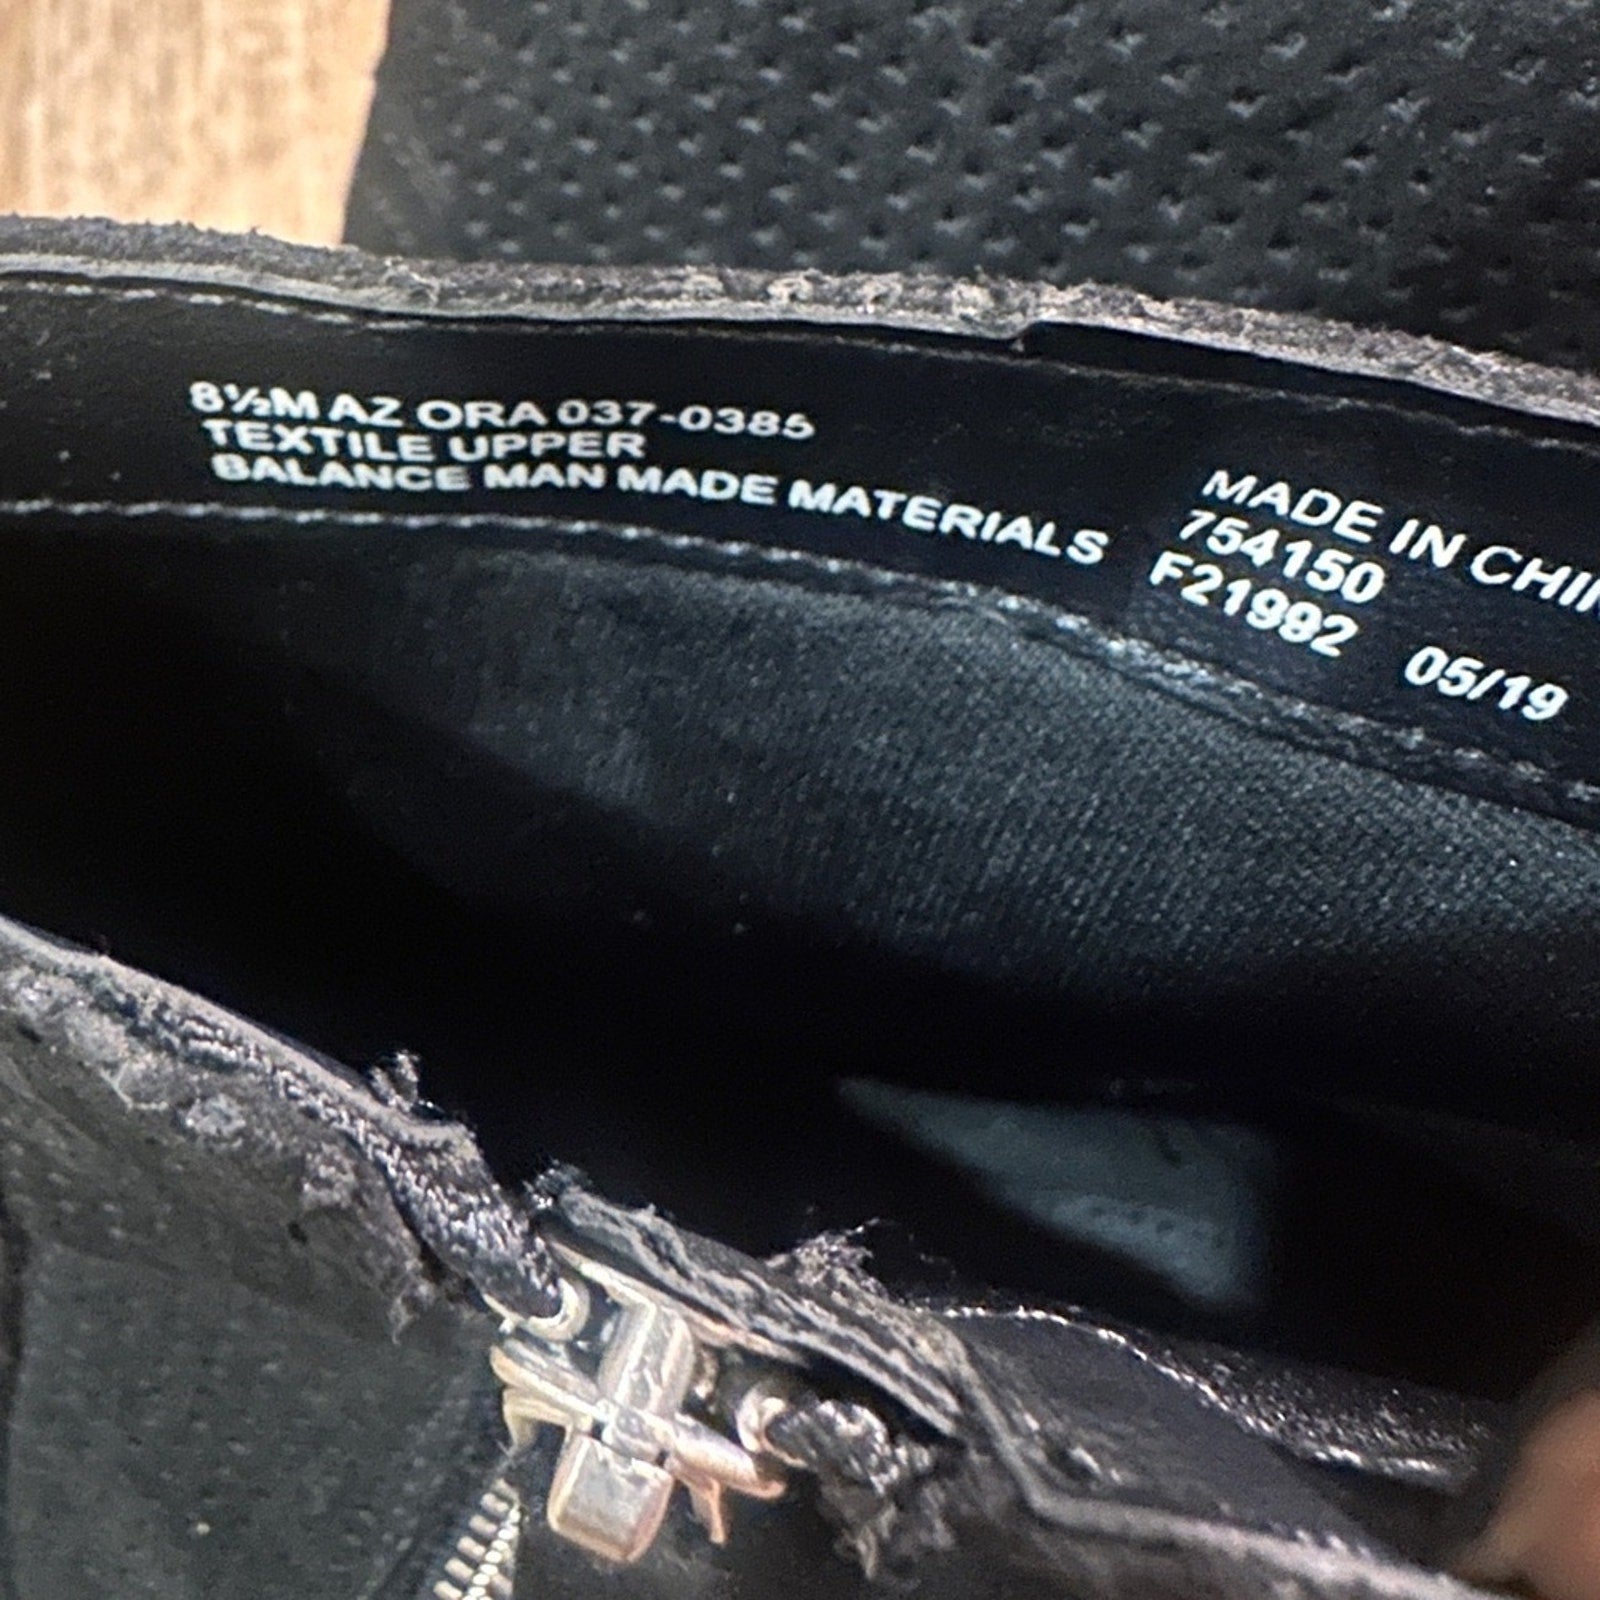 8½M AZ ORA 037-0385
TEXTILE UPPER
BALANCE MAN MADE MATERIALS
MADE IN CHIN
754150
F21992 05/19